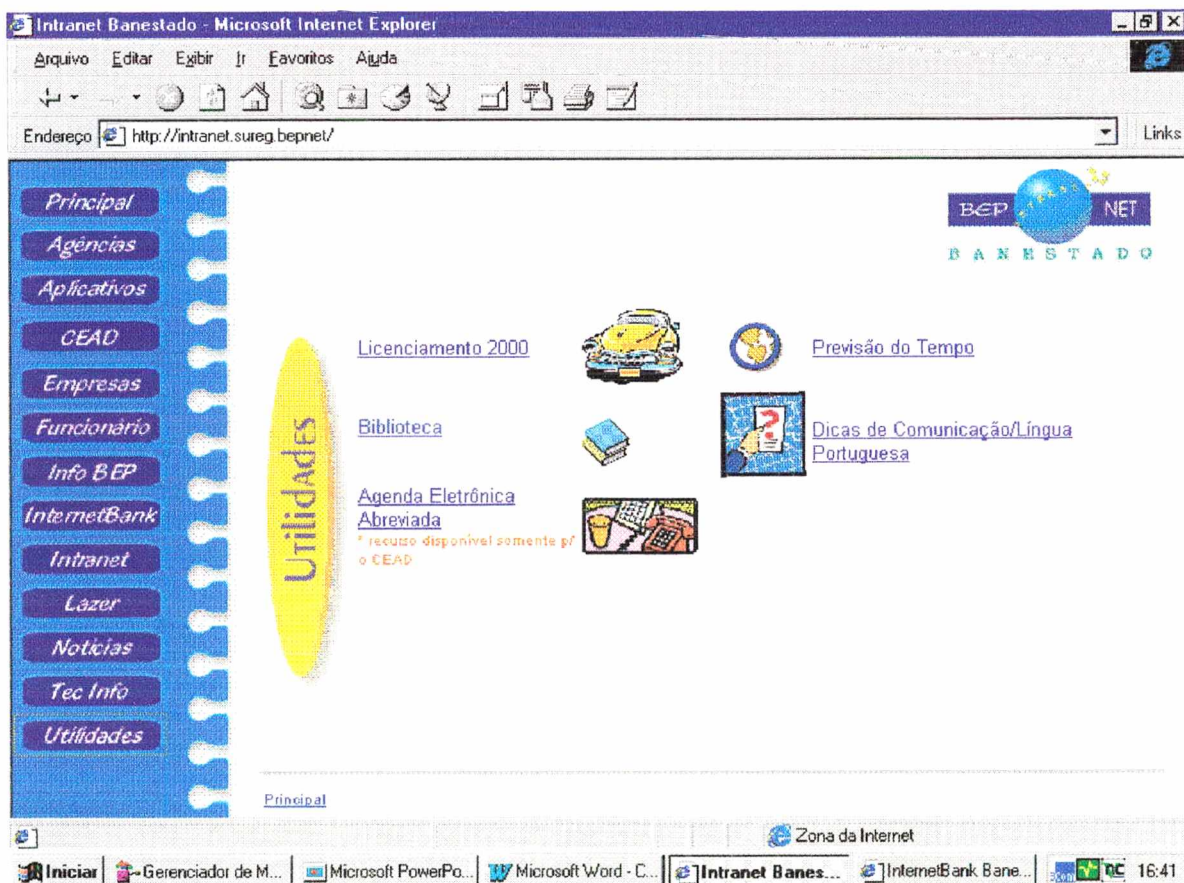 Intranet Banestado - Microsoft Internet Explorer
Arquivo Editar Exibir Ir Favoritos Ajuda
Endereço http://intranet.sureg.bepnet/ Links
Principal
Agências
Aplicativos
CEAD
Empresas
Funcionário
Info BEP
InternetBank
Intranet
Lazer
Notícias
Tec Info
Utilidades
BEP INTRANET NET
BANESTADO
Utilidades
Licenciamento 2000
Previsão do Tempo
Biblioteca
Dicas de Comunicação/Língua
Portuguesa
Agenda Eletrônica
Abreviada
* recurso disponível somente p/
o CEAD
Principal
Zona da Internet
Iniciar Gerenciador de M... Microsoft PowerPo... Microsoft Word - C... Intranet Banes... InternetBank Bane... 3Com NC 16:41